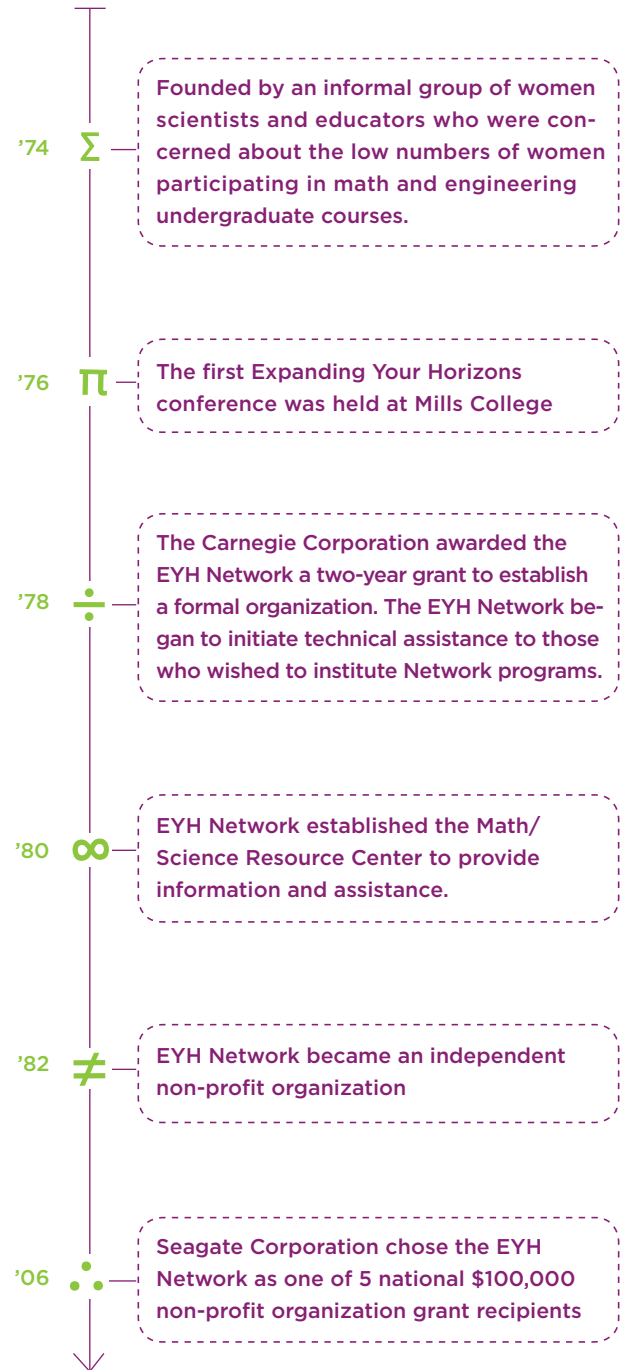 Founded by an informal group of women
scientists and educators who were con-
'74 Σ cerned about the low numbers of women
participating in math and engineering
undergraduate courses.
'76 π The first Expanding Your Horizons
conference was held at Mills College
The Carnegie Corporation awarded the
EYH Network a two-year grant to establish
'78 ÷ a formal organization. The EYH Network be-
gan to initiate technical assistance to those
who wished to institute Network programs.
EYH Network established the Math/
'80 ∞ Science Resource Center to provide
information and assistance.
'82 ≠ EYH Network became an independent
non-profit organization
Seagate Corporation chose the EYH
'06 ∴ Network as one of 5 national $100,000
non-profit organization grant recipients